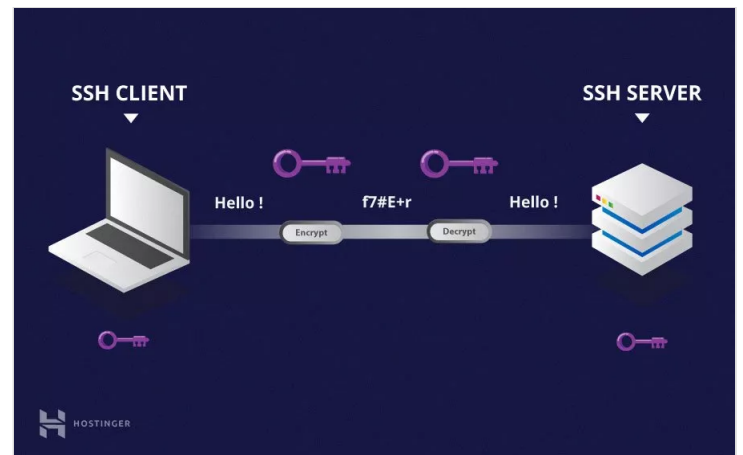 SSH CLIENT
SSH SERVER
Hello !
f7#E+r
Hello !
Encrypt
Decrypt
HOSTINGER